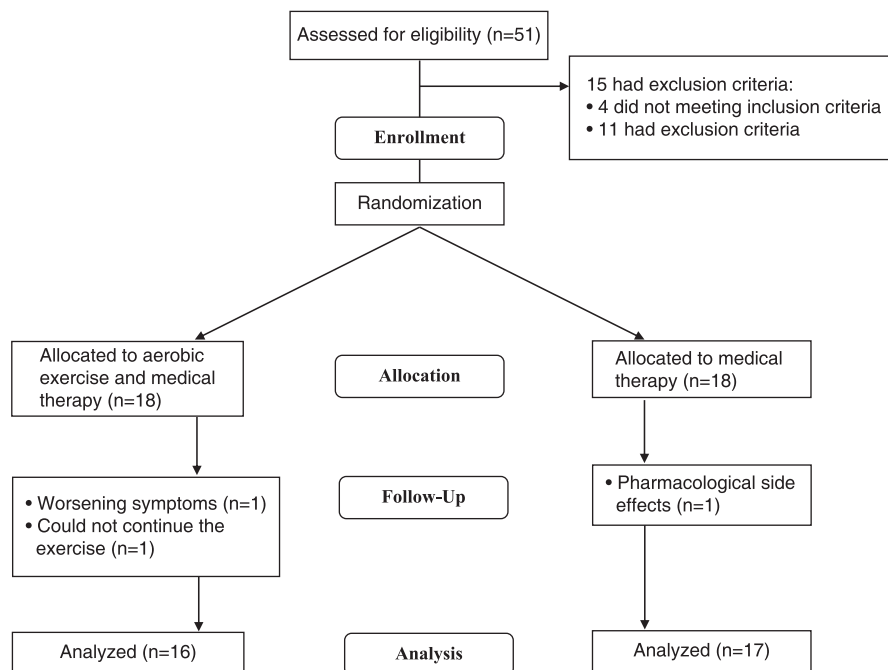 Assessed for eligibility (n=51)
15 had exclusion criteria:
• 4 did not meeting inclusion criteria
• 11 had exclusion criteria
Enrollment
Randomization
Allocated to aerobic
exercise and medical
therapy (n=18)
Allocation
Allocated to medical
therapy (n=18)
• Worsening symptoms (n=1)
• Could not continue the
exercise (n=1)
Follow-Up
• Pharmacological side
effects (n=1)
Analyzed (n=16)
Analysis
Analyzed (n=17)